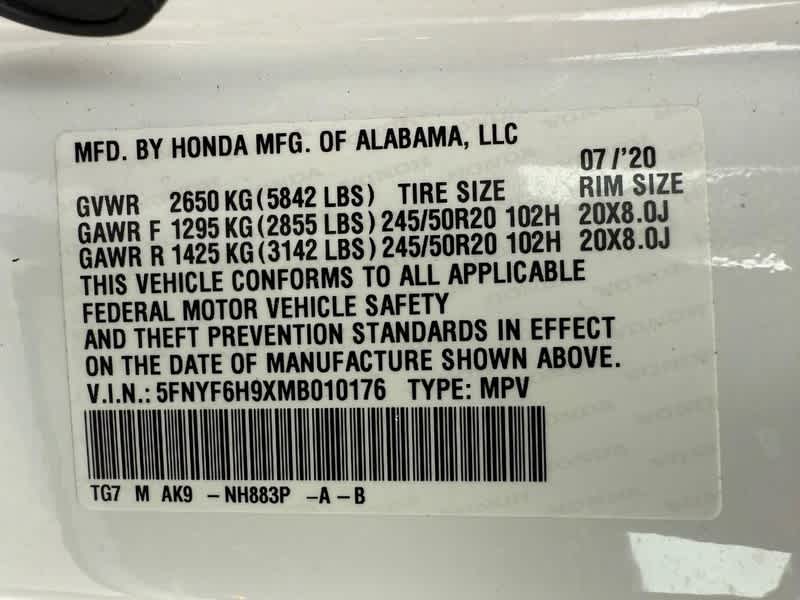 MFD. BY HONDA MFG. OF ALABAMA, LLC 07/'20
GVWR 2650 KG (5842 LBS) TIRE SIZE RIM SIZE
GAWR F 1295 KG (2855 LBS) 245/50R20 102H 20X8.0J
GAWR R 1425 KG (3142 LBS) 245/50R20 102H 20X8.0J
THIS VEHICLE CONFORMS TO ALL APPLICABLE
FEDERAL MOTOR VEHICLE SAFETY
AND THEFT PREVENTION STANDARDS IN EFFECT
ON THE DATE OF MANUFACTURE SHOWN ABOVE.
V.I.N.: 5FNYF6H9XMB010176 TYPE: MPV
TG7 M AK9 -NH883P -A-B